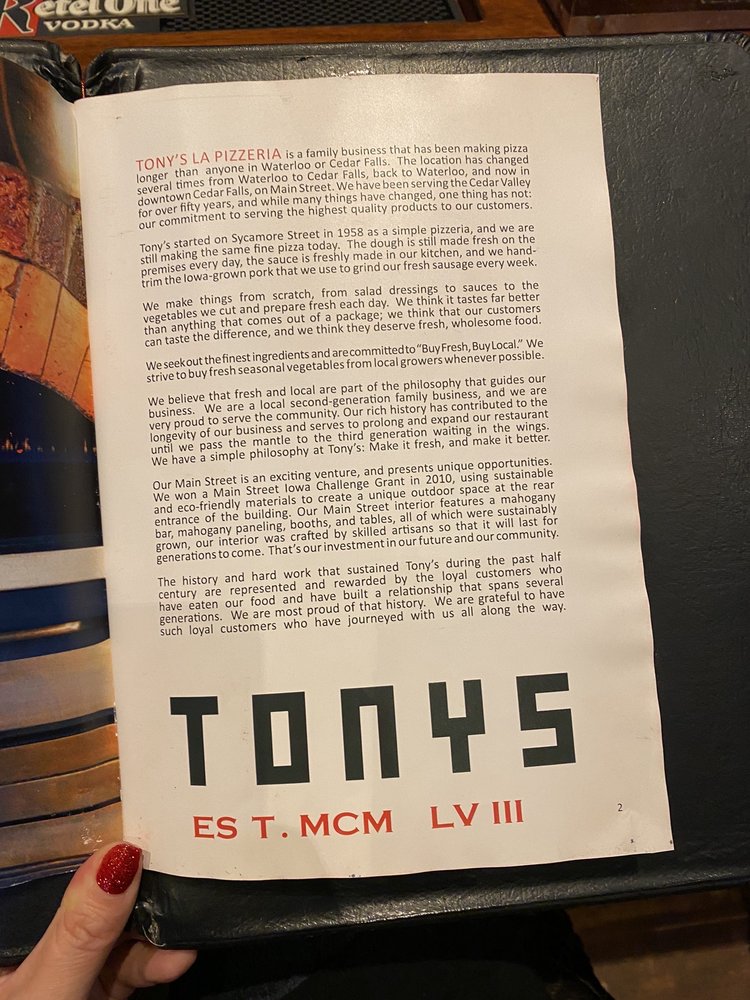 Ketel One
VODKA
TONY'S LA PIZZERIA is a family business that has been making pizza
longer than anyone in Waterloo or Cedar Falls. The location has changed
several times from Waterloo to Cedar Falls, back to Waterloo, and now in
downtown Cedar Falls, on Main Street. We have been serving the Cedar Valley
for over fifty years, and while many things have changed, one thing has not:
our commitment to serving the highest quality products to our customers.
Tony's started on Sycamore Street in 1958 as a simple pizzeria, and we are
still making the same fine pizza today. The dough is still made fresh on the
premises every day, the sauce is freshly made in our kitchen, and we hand-
trim the Iowa-grown pork that we use to grind our fresh sausage every week.
We make things from scratch, from salad dressings to sauces to the
vegetables we cut and prepare fresh each day. We think it tastes far better
than anything that comes out of a package; we think that our customers
can taste the difference, and we think they deserve fresh, wholesome food.
We seek out the finest ingredients and are committed to "Buy Fresh, Buy Local." We
strive to buy fresh seasonal vegetables from local growers whenever possible.
We believe that fresh and local are part of the philosophy that guides our
business. We are a local second-generation family business, and we are
very proud to serve the community. Our rich history has contributed to the
longevity of our business and serves to prolong and expand our restaurant
until we pass the mantle to the third generation waiting in the wings.
We have a simple philosophy at Tony's: Make it fresh, and make it better.
Our Main Street is an exciting venture, and presents unique opportunities.
We won a Main Street Iowa Challenge Grant in 2010, using sustainable
and eco-friendly materials to create a unique outdoor space at the rear
entrance of the building. Our Main Street interior features a mahogany
bar, mahogany paneling, booths, and tables, all of which were sustainably
grown, our interior was crafted by skilled artisans so that it will last for
generations to come. That's our investment in our future and our community.
The history and hard work that sustained Tony's during the past half
century are represented and rewarded by the loyal customers who
have eaten our food and have built a relationship that spans several
generations. We are most proud of that history. We are grateful to have
such loyal customers who have journeyed with us all along the way.
TONYS
EST. MCM LVIII
2